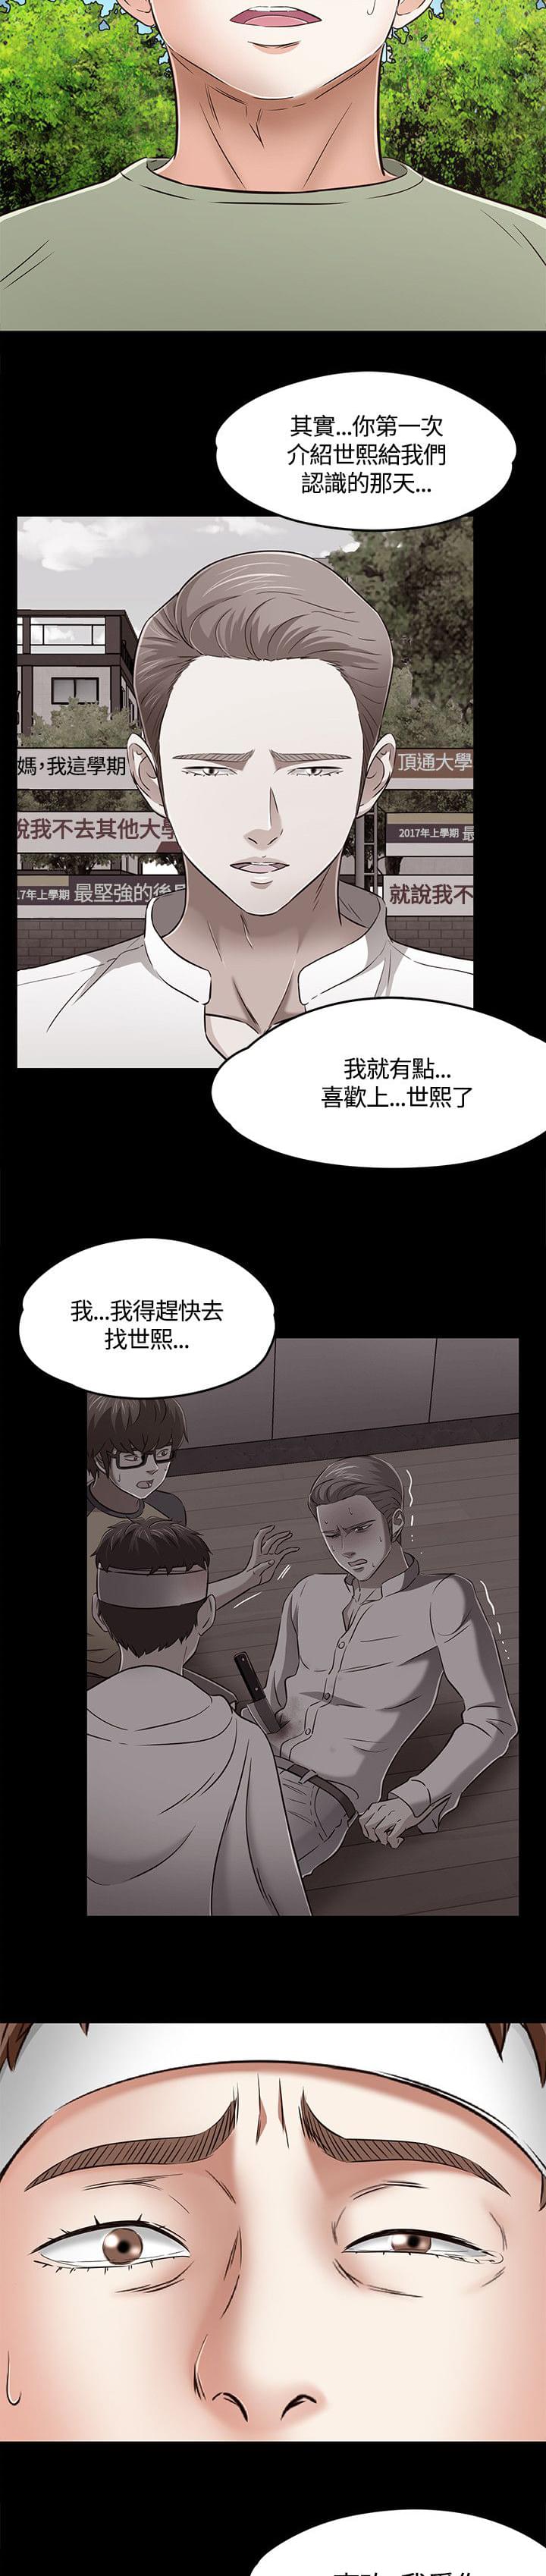 其實...你第一次
介紹世熙給我們
認識的那天...
媽，我這學期
說我不去其他大學
2017年上學期 最堅強的後
頂通大學
2017年上學期 最
就說我不
我就有點...
喜歡上...世熙了
我...我得趕快去
找世熙...